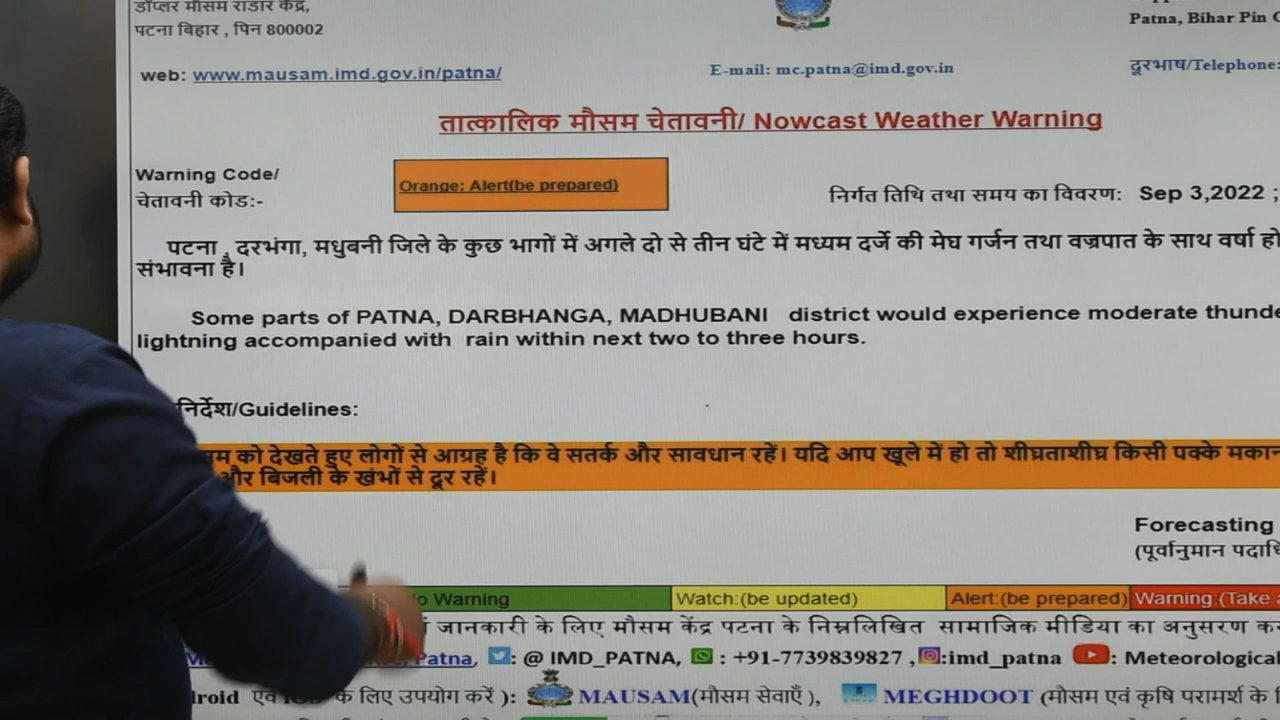 डॉप्लर मौसम राडार केंद्र,
पटना बिहार , पिन 800002
Patna, Bihar Pin
web: www.mausam.imd.gov.in/patna/
E-mail: mc.patna@imd.gov.in
दूरभाष/Telephone:
तात्कालिक मौसम चेतावनी/ Nowcast Weather Warning
Warning Code/
चेतावनी कोड:-
Orange: Alert(be prepared)
निर्गत तिथि तथा समय का विवरण: Sep 3,2022 ;
पटना , दरभंगा, मधुबनी जिले के कुछ भागों में अगले दो से तीन घंटे में मध्यम दर्जे की मेघ गर्जन तथा वज्रपात के साथ वर्षा हो
संभावना है।
Some parts of PATNA, DARBHANGA, MADHUBANI district would experience moderate thunde
lightning accompanied with rain within next two to three hours.
निर्देश/Guidelines:
म को देखते हुए लोगों से आग्रह है कि वे सतर्क और सावधान रहें। यदि आप खूले में हो तो शीघ्रताशीघ्र किसी पक्के मकान
और बिजली के खंभों से दूर रहें।
Forecasting
(पूर्वानुमान पदाधि
o Warning
Watch:(be updated)
Alert:(be prepared)
Warning:(Take a
जानकारी के लिए मौसम केंद्र पटना के निम्नलिखित सामाजिक मीडिया का अनुसरण कर
Patna, : @ IMD_PATNA, : +91-7739839827 , :imd_patna : Meteorological
droid एवं के लिए उपयोग करें ): MAUSAM(मौसम सेवाएँ ), MEGHDOOT (मौसम एवं कृषि परामर्श के